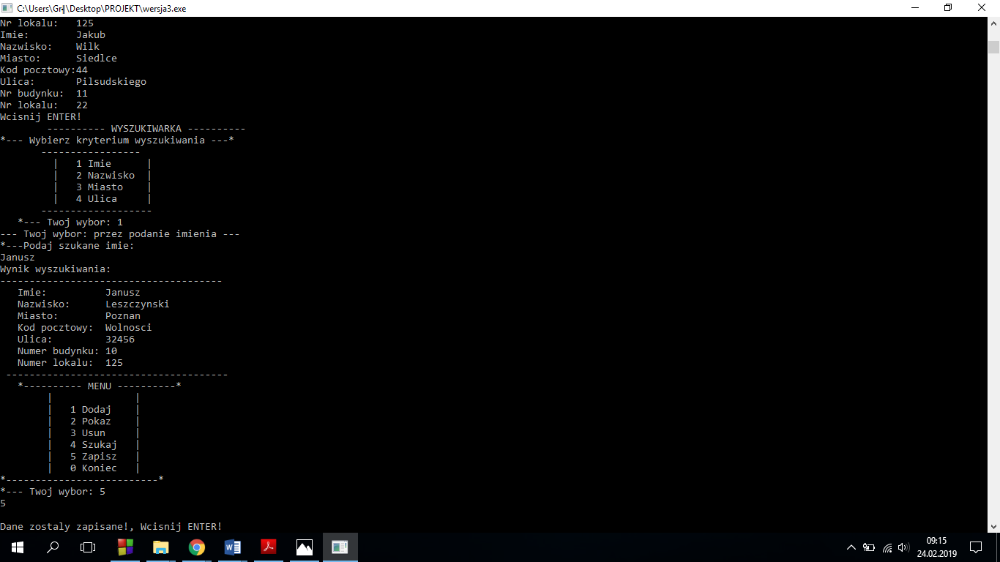 C:\Users\Gr \Desktop\PROJEKT\wersja3.exe
Nr lokalu:   125
Imie:        Jakub
Nazwisko:    Wilk
Miasto:      Siedlce
Kod pocztowy:44
Ulica:       Pilsudskiego
Nr budynku:  11
Nr lokalu:   22
Wcisnij ENTER!
---------- WYSZUKIWARKA ----------
*--- Wybierz kryterium wyszukiwania ---*
-----------------
|   1 Imie      |
|   2 Nazwisko  |
|   3 Miasto    |
|   4 Ulica     |
-------------------
*--- Twoj wybor: 1
--- Twoj wybor: przez podanie imienia ---
*---Podaj szukane imie:
Janusz
Wynik wyszukiwania:
--------------------------------------
Imie:          Janusz
Nazwisko:      Leszczynski
Miasto:        Poznan
Kod pocztowy:  Wolnosci
Ulica:         32456
Numer budynku: 10
Numer lokalu:  125
--------------------------------------
*---------- MENU ----------*
|              |
|   1 Dodaj    |
|   2 Pokaz    |
|   3 Usun     |
|   4 Szukaj   |
|   5 Zapisz   |
|   0 Koniec   |
*--------------------------*
*--- Twoj wybor: 5
5
Dane zostaly zapisane!, Wcisnij ENTER!
09:15
24.02.2019